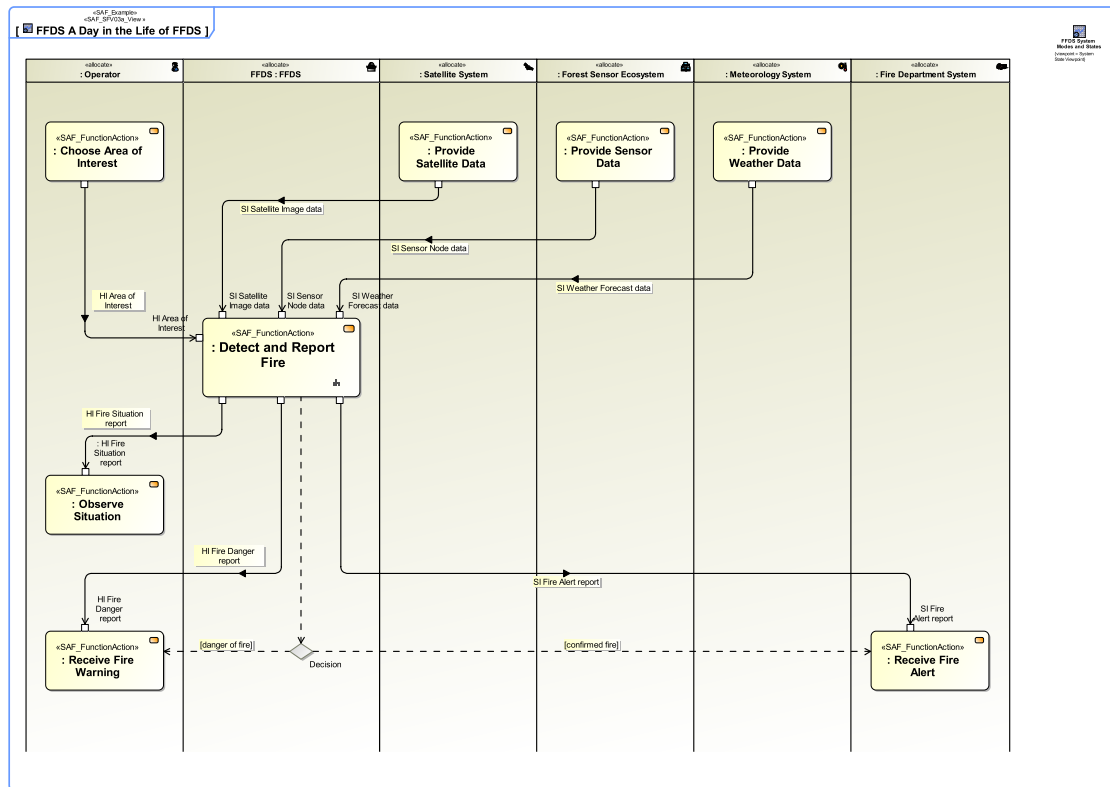 «SAF_Example»
«SAF_SFV03a_View »
[ FFDS A Day in the Life of FFDS ]
FFDS System
Modes and States
[viewpoint = System
State Viewpoint]
«allocate»
: Operator
«allocate»
FFDS : FFDS
«allocate»
: Satellite System
«allocate»
: Forest Sensor Ecosystem
«allocate»
: Meteorology System
«allocate»
: Fire Department System
«SAF_FunctionAction»
: Choose Area of
Interest
«SAF_FunctionAction»
: Provide
Satellite Data
«SAF_FunctionAction»
: Provide Sensor
Data
«SAF_FunctionAction»
: Provide
Weather Data
SI Satellite Image data
SI Sensor Node data
SI Weather Forecast data
HI Area of
Interest
SI Satellite
Image data
SI Sensor
Node data
SI Weather
Forecast data
HI Area of
Interest
«SAF_FunctionAction»
: Detect and Report
Fire
HI Fire Situation
report
: HI Fire
Situation
report
«SAF_FunctionAction»
: Observe
Situation
HI Fire Danger
report
SI Fire Alert report
HI Fire
Danger
report
SI Fire
Alert report
«SAF_FunctionAction»
: Receive Fire
Warning
[danger of fire]]
Decision
[confirmed fire]]
«SAF_FunctionAction»
: Receive Fire
Alert